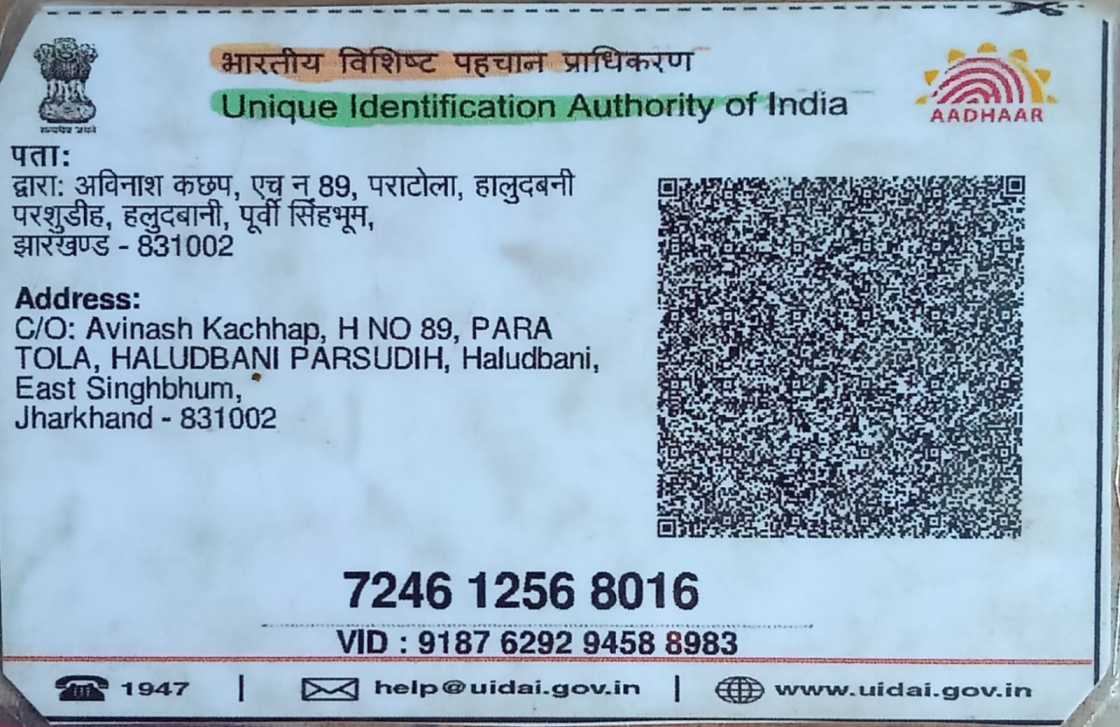 भारतीय विशिष्ट पहचान प्राधिकरण
Unique Identification Authority of India
AADHAAR
सत्यमेव जयते
पता:
द्वारा: अविनाश कछप, एच न 89, पराटोला, हालुदबनी
परशुडीह, हलुदबानी, पूर्वी सिंहभूम,
झारखण्ड - 831002
Address:
C/O: Avinash Kachhap, H NO 89, PARA
TOLA, HALUDBANI PARSUDIH, Haludbani,
East Singhbhum,
Jharkhand - 831002
7246 1256 8016
VID : 9187 6292 9458 8983
1947 | help@uidai.gov.in | www.uidai.gov.in